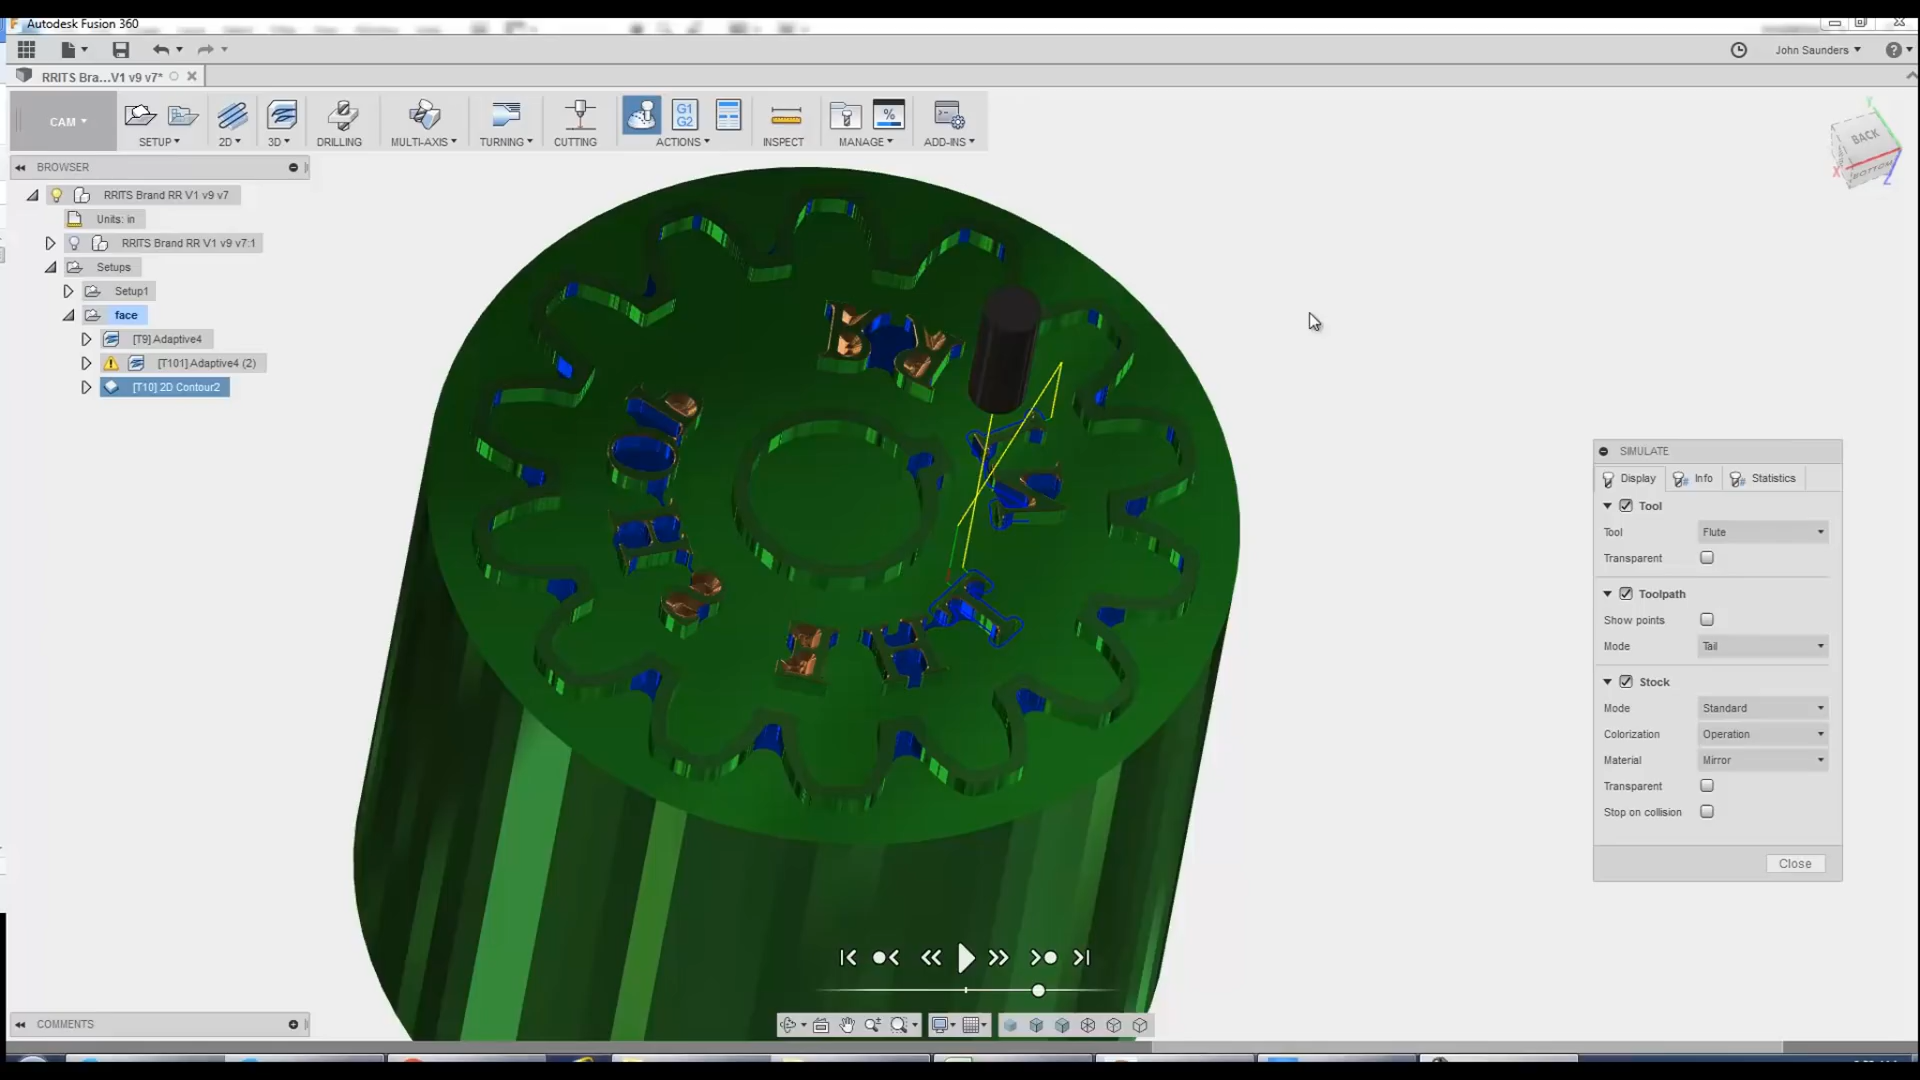 Autodesk Fusion 360
John Saunders
RRITS Bra...V1 v9 v7*
CAM
SETUP
2D
3D
DRILLING
MULTI-AXIS
TURNING
CUTTING
G1
G2
ACTIONS
INSPECT
MANAGE
ADD-INS
BROWSER
RRITS Brand RR V1 v9 v7
Units: in
RRITS Brand RR V1 v9 v7:1
Setups
Setup1
face
[T9] Adaptive4
[T101] Adaptive4 (2)
[T10] 2D Contour2
BACK
BOTTOM
X
Y
Z
SIMULATE
Display
Info
Statistics
Tool
Tool
Flute
Transparent
Toolpath
Show points
Mode
Tail
Stock
Mode
Standard
Colorization
Operation
Material
Mirror
Transparent
Stop on collision
Close
COMMENTS